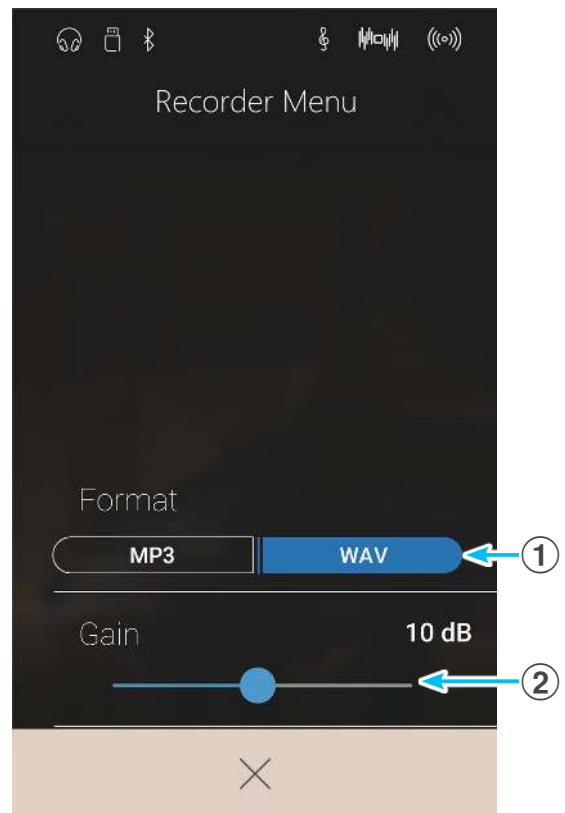 Recorder Menu
Format
MP3 WAV
①
Gain 10 dB
②